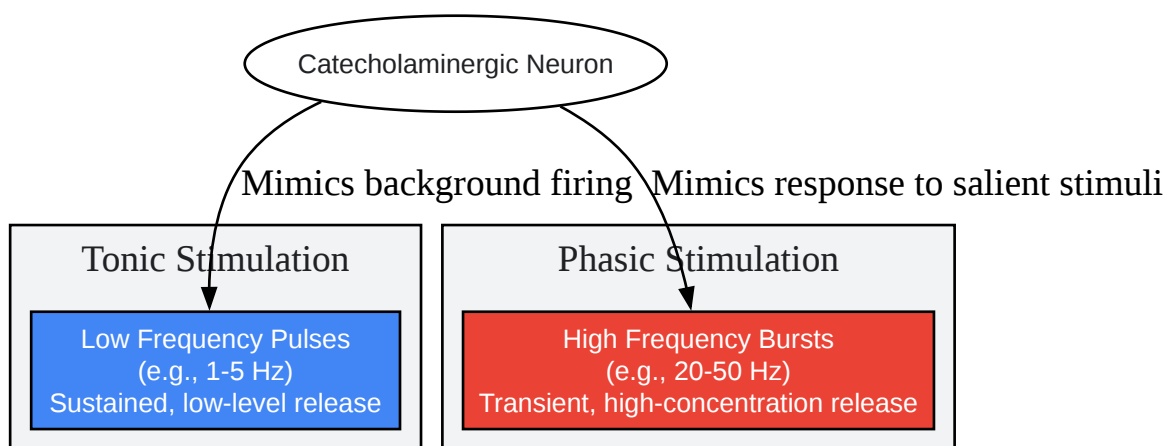 Catecholaminergic Neuron
Mimics background firing
Mimics response to salient stimuli
Tonic Stimulation
Phasic Stimulation
Low Frequency Pulses
(e.g., 1-5 Hz)
Sustained, low-level release
High Frequency Bursts
(e.g., 20-50 Hz)
Transient, high-concentration release